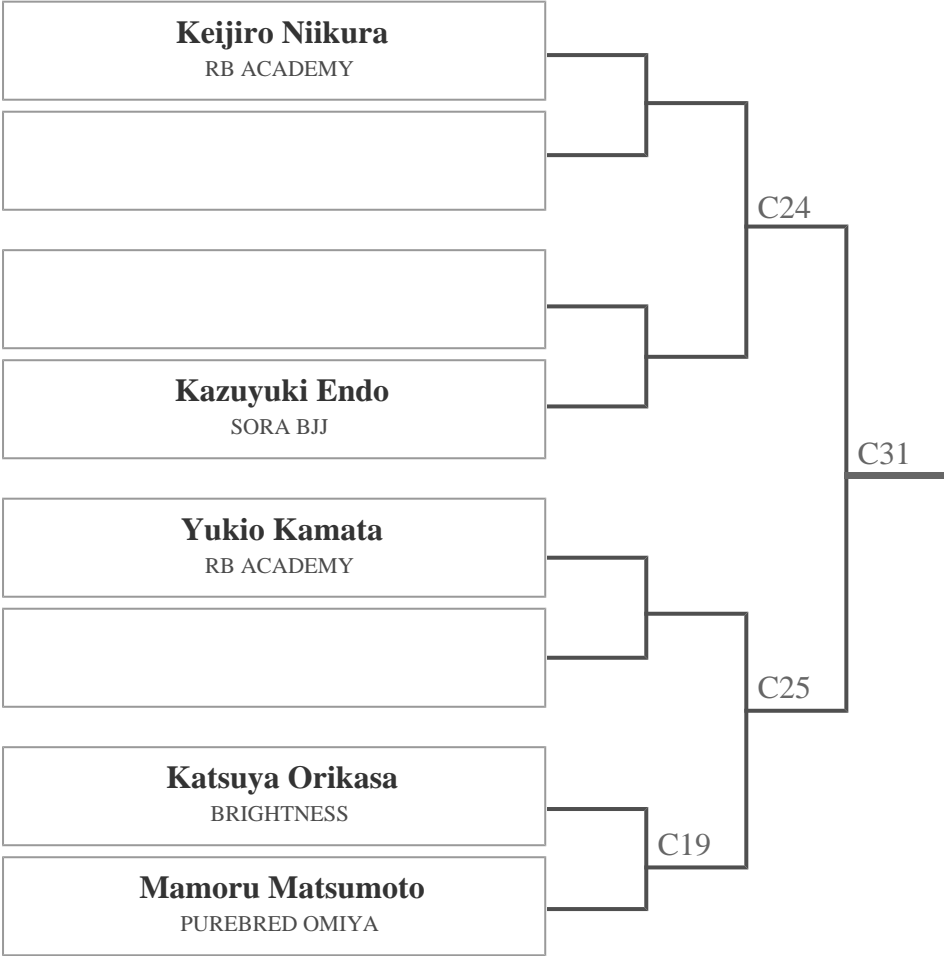 Keijiro Niikura
RB ACADEMY
C24
Kazuyuki Endo
SORA BJJ
C31
Yukio Kamata
RB ACADEMY
C25
Katsuya Orikasa
BRIGHTNESS
C19
Mamoru Matsumoto
PUREBRED OMIYA